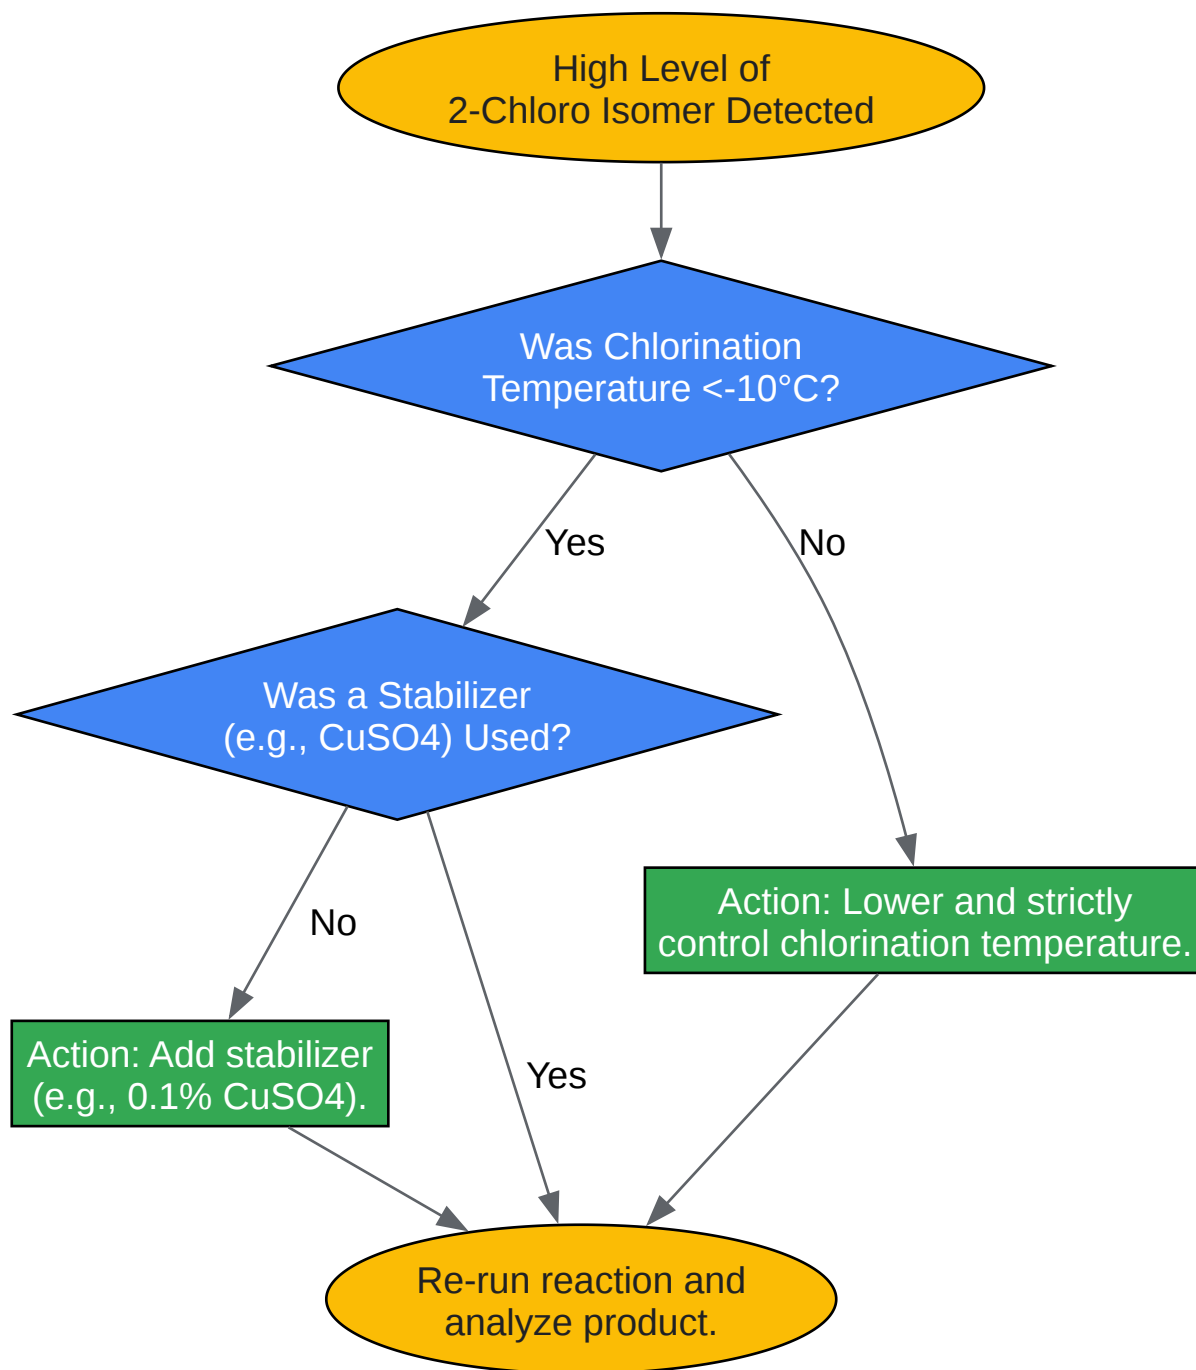 High Level of
2-Chloro Isomer Detected
Was Chlorination
Temperature <-10°C?
Yes
No
Was a Stabilizer
(e.g., CuSO4) Used?
Action: Lower and strictly
control chlorination temperature.
No
Action: Add stabilizer
(e.g., 0.1% CuSO4).
Yes
Re-run reaction and
analyze product.